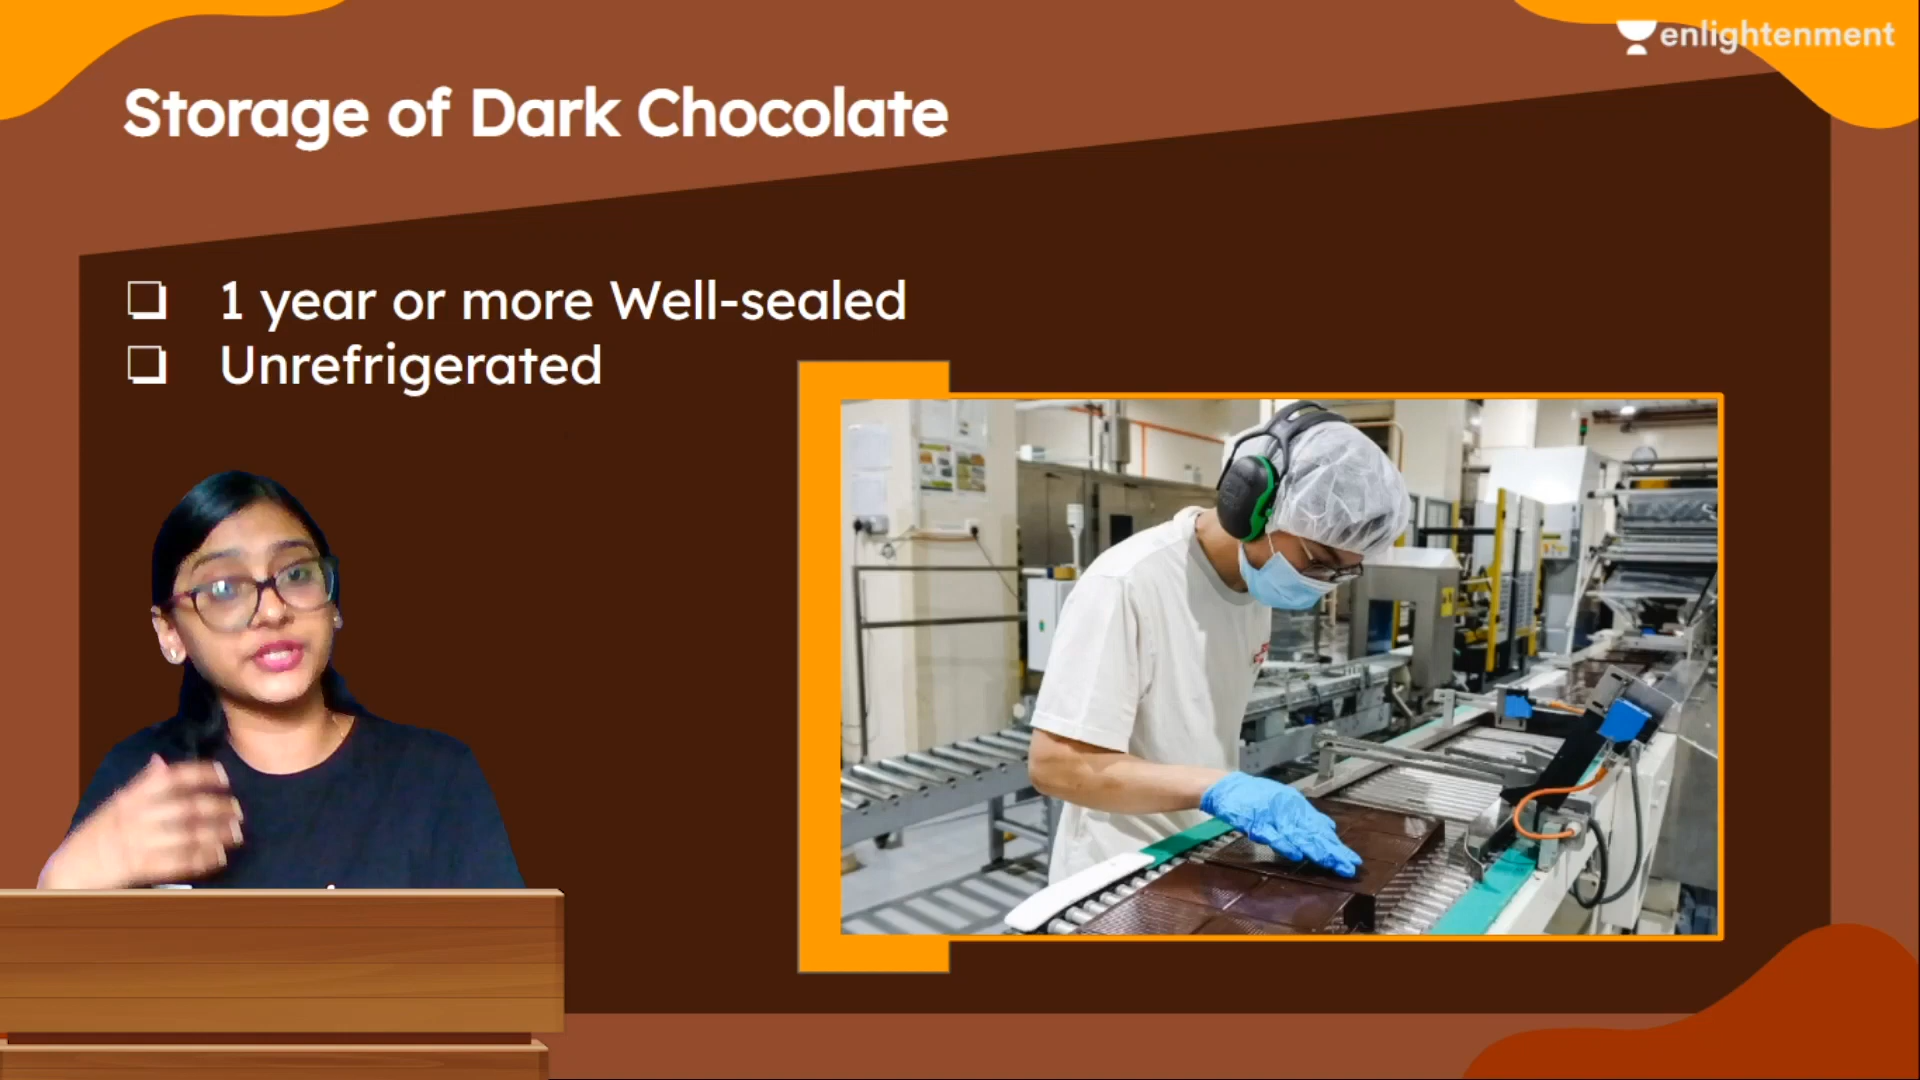 enlightenment
Storage of Dark Chocolate
1 year or more Well-sealed
Unrefrigerated